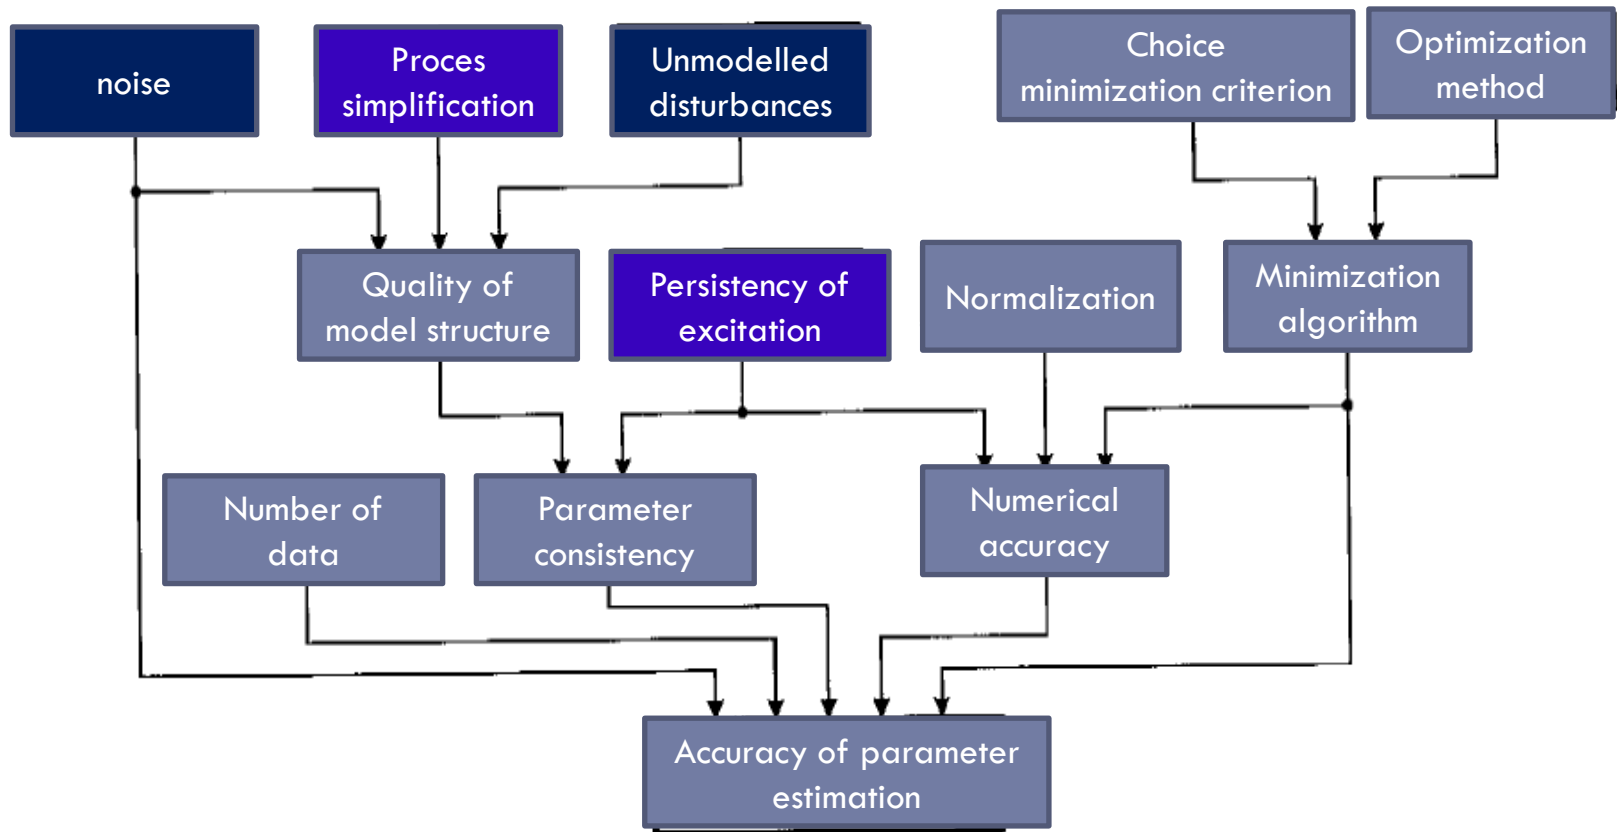 noise
Proces
simplification
Unmodelled
disturbances
Choice
minimization criterion
Optimization
method
Quality of
model structure
Persistency of
excitation
Normalization
Minimization
algorithm
Number of
data
Parameter
consistency
Numerical
accuracy
Accuracy of parameter
estimation